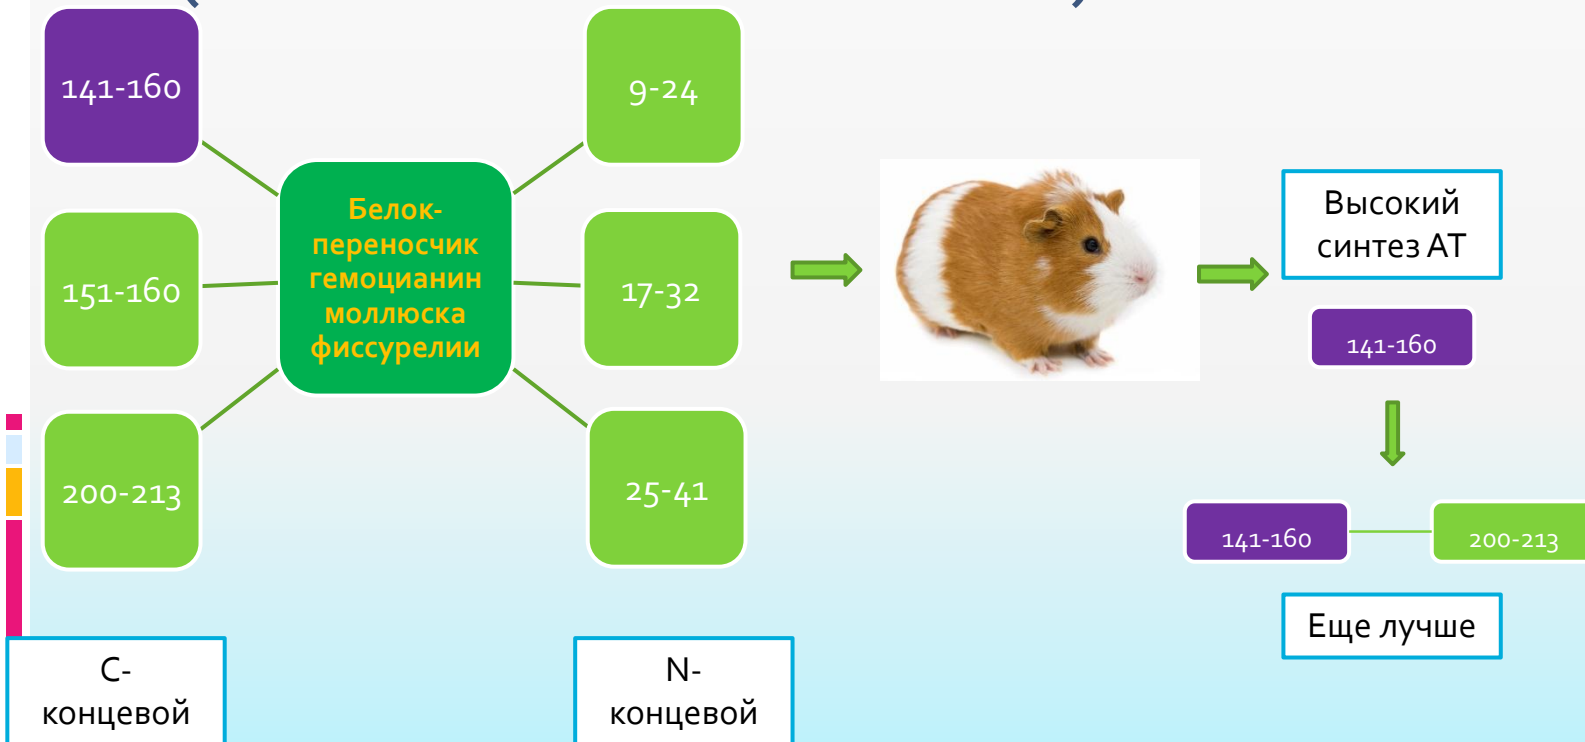 141-160
9-24
Белок-
переносчик
гемоцианин
моллюска
фиссурелии
151-160
17-32
200-213
25-41
С-
концевой
N-
концевой
Высокий
синтез АТ
141-160
141-160
200-213
Еще лучше